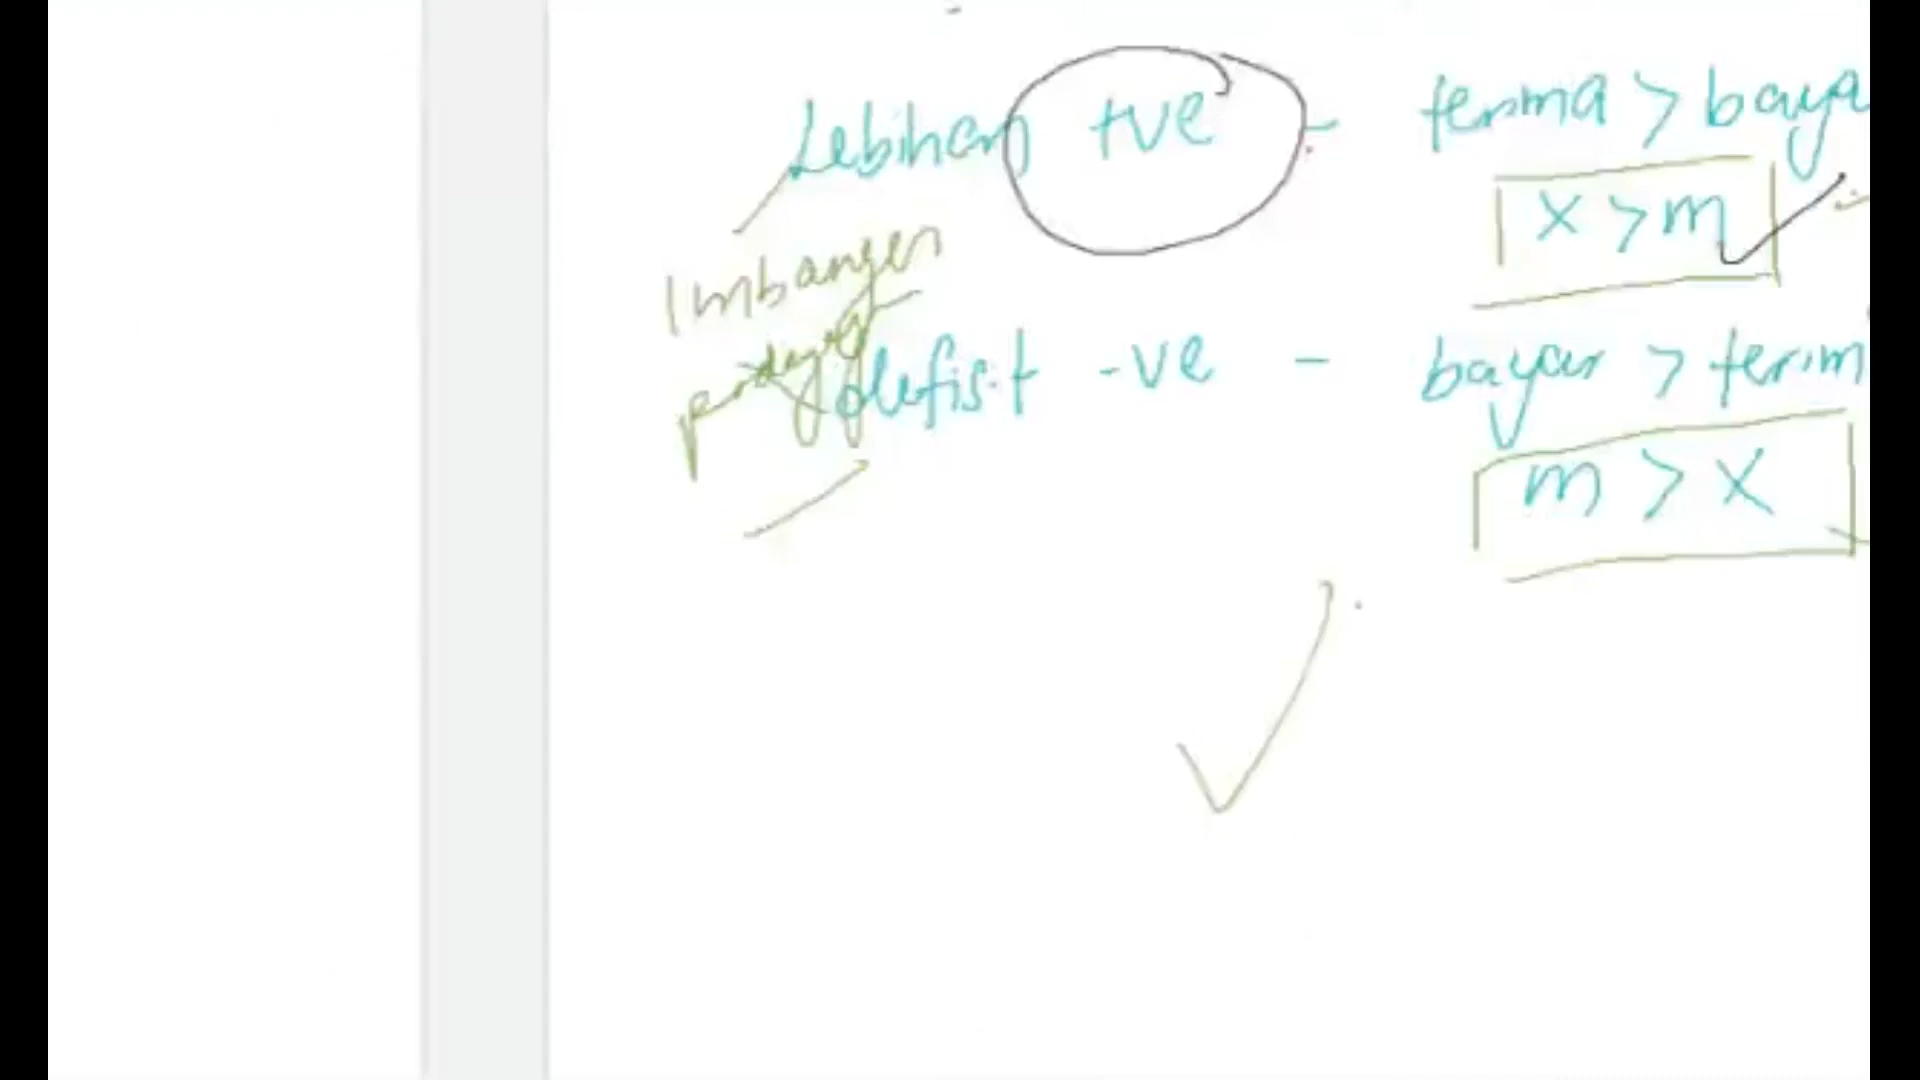 Lebihan +ve - terima > baya
x > m
Imbangan
defisit -ve - bayar > terim
m > x